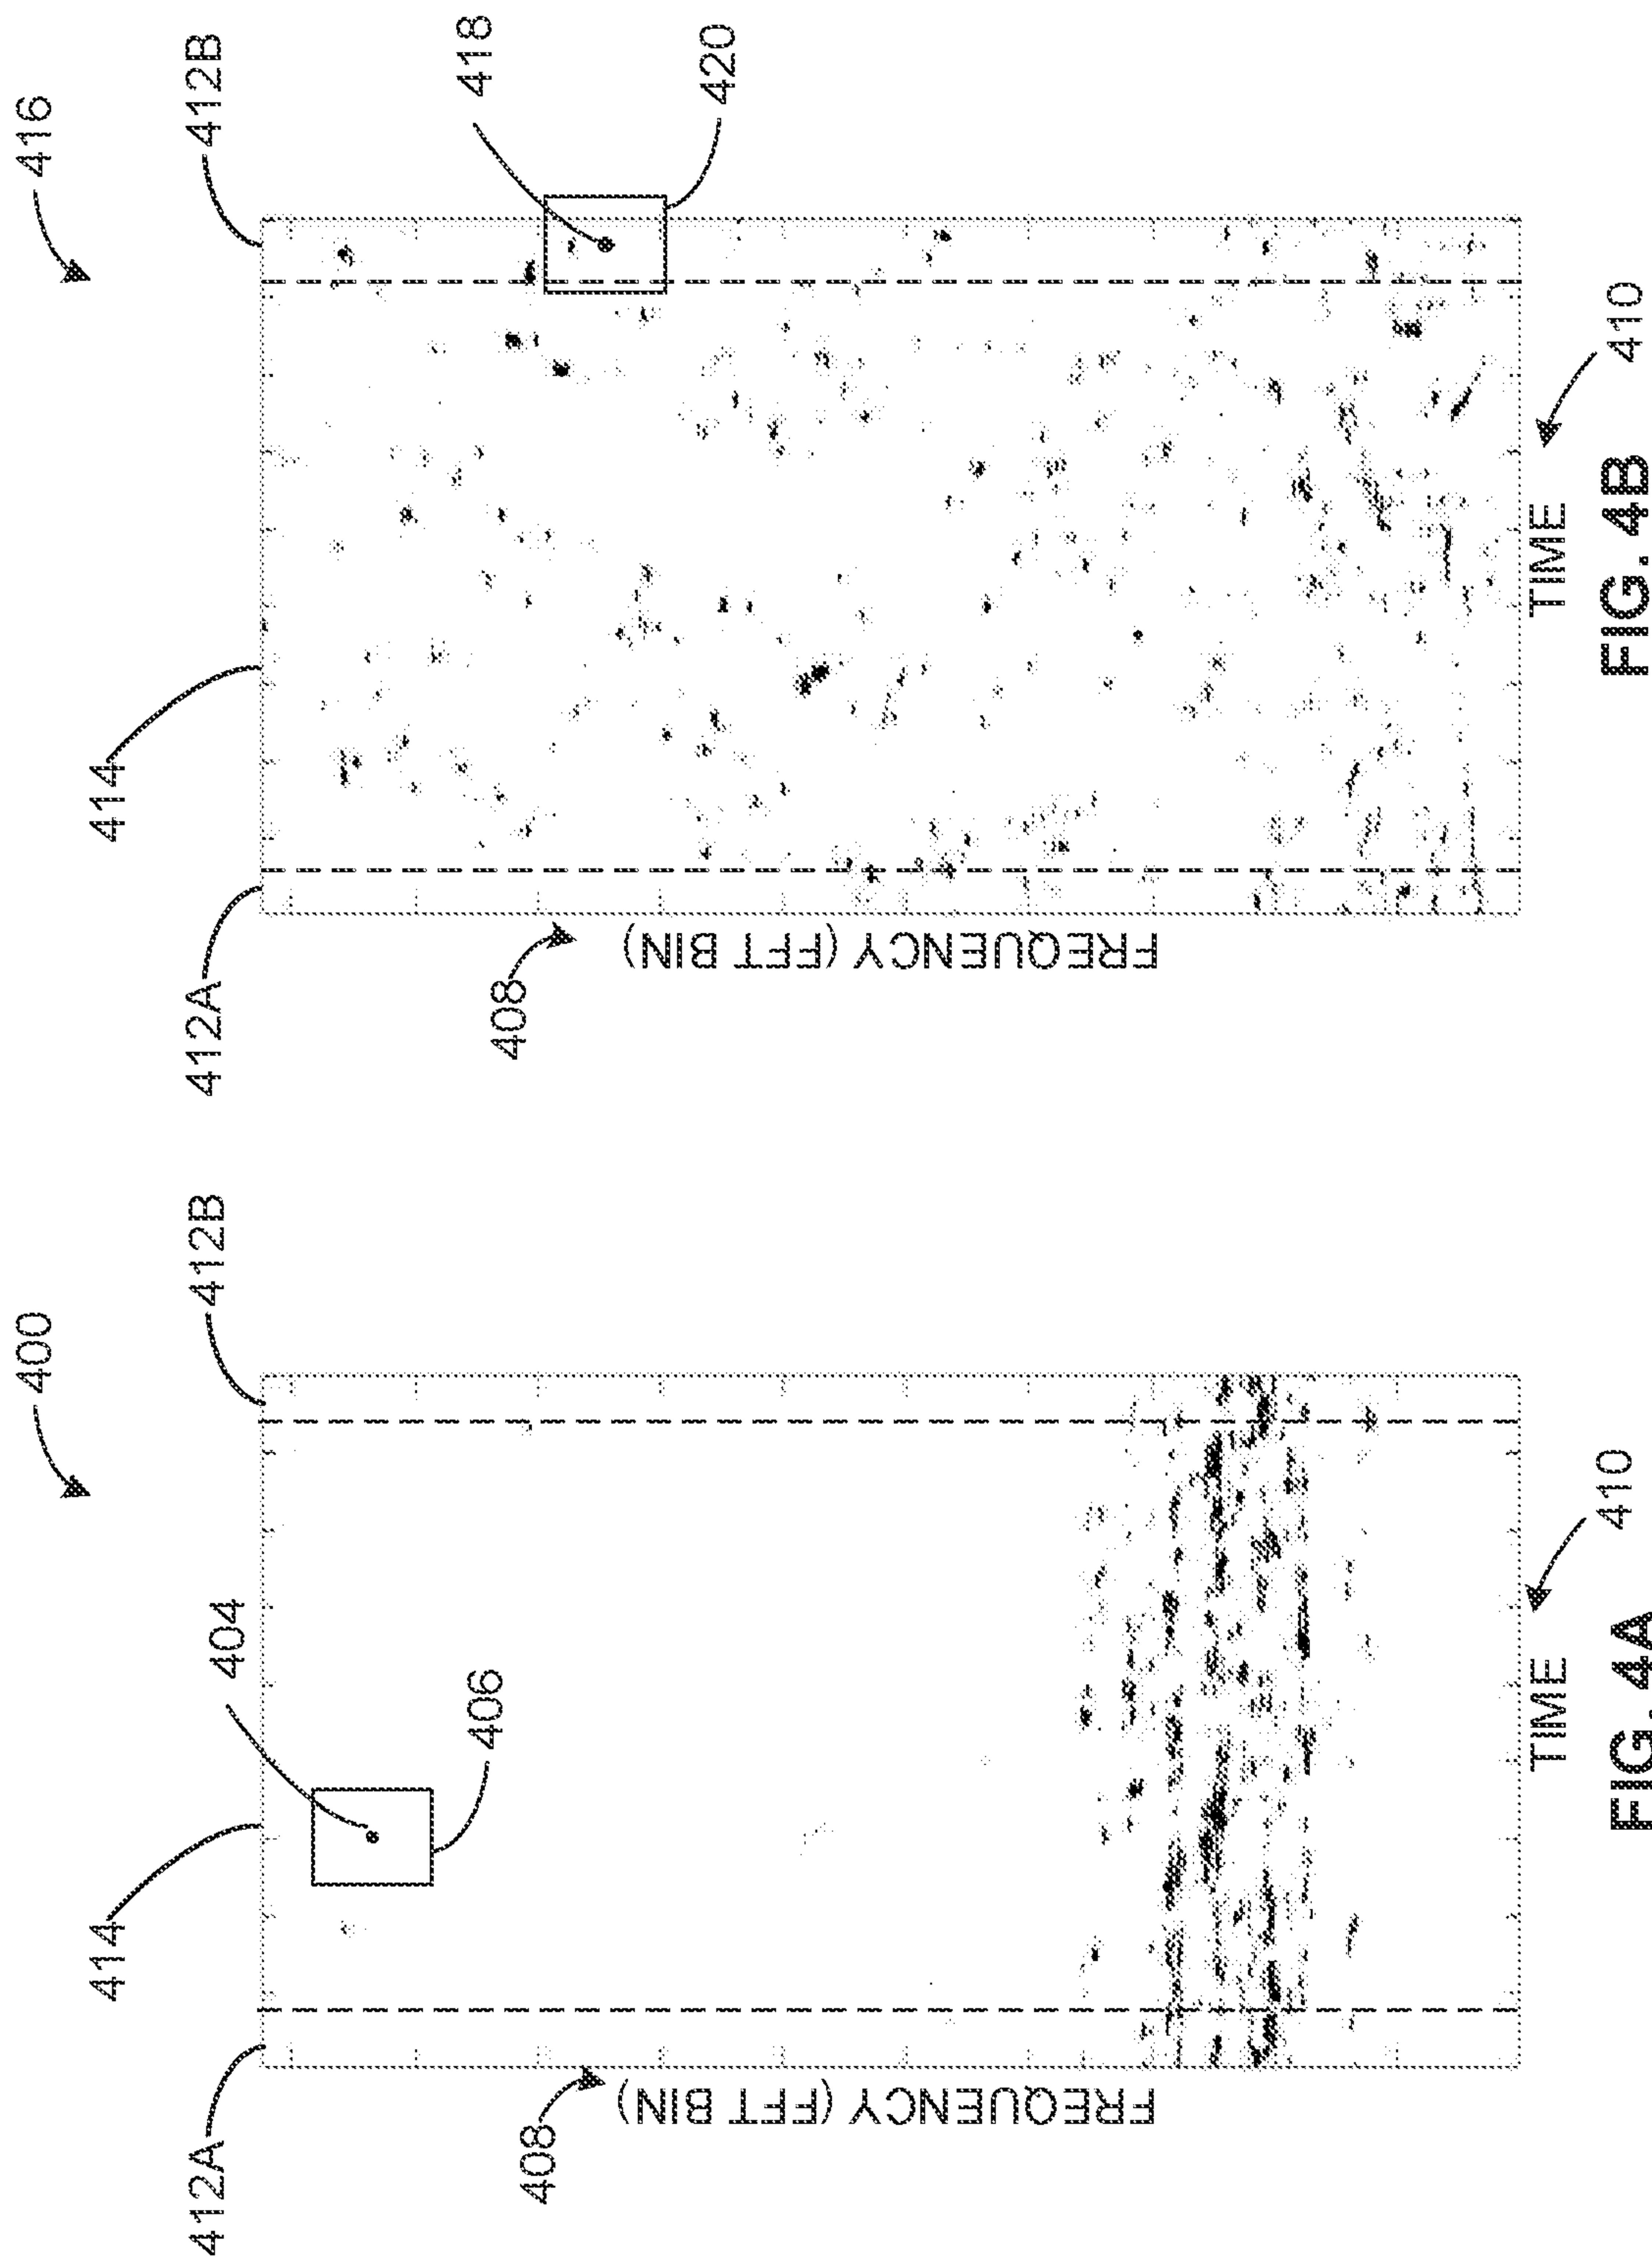 400
414
412A
412B
404
406
408
FREQUENCY (FFT BIN)
TIME
410
FIG. 4A
416
414
412A
412B
418
420
408
FREQUENCY (FFT BIN)
TIME
410
FIG. 4B